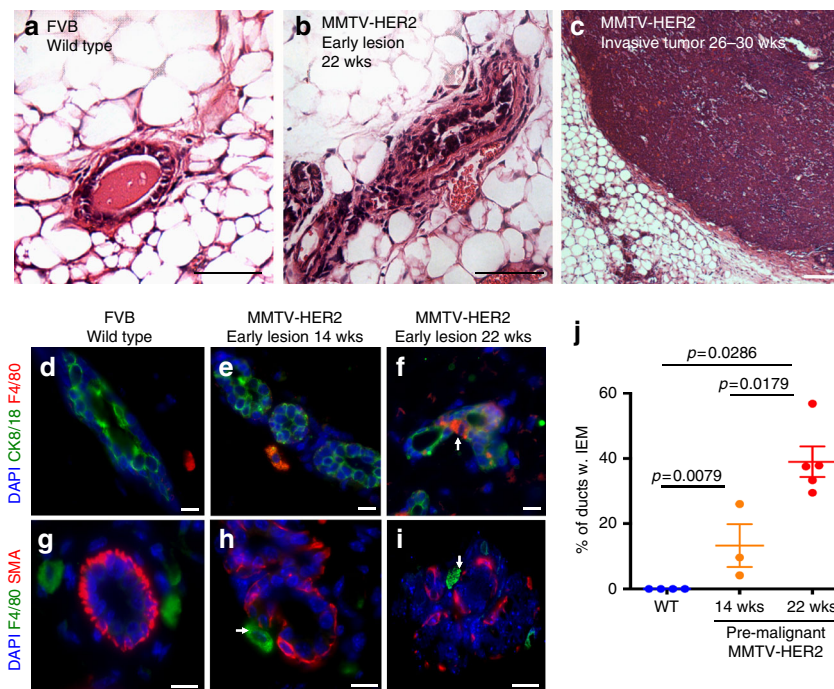 a FVB
Wild type
b MMTV-HER2
Early lesion
22 wks
c MMTV-HER2
Invasive tumor 26–30 wks
FVB
Wild type
MMTV-HER2
Early lesion 14 wks
MMTV-HER2
Early lesion 22 wks
DAPI CK8/18 F4/80
d
e
f
DAPI F4/80 SMA
g
h
i
j
p=0.0286
p=0.0179
p=0.0079
% of ducts w. IEM
60
40
20
0
WT
14 wks
22 wks
Pre-malignant
MMTV-HER2